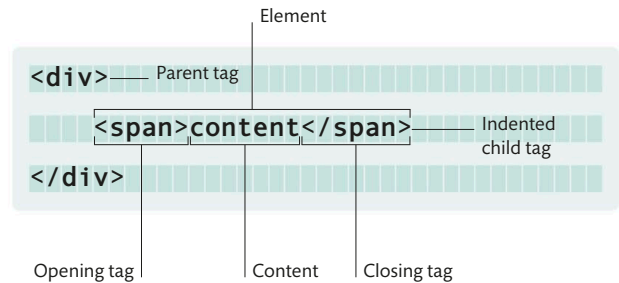 Element
<div> Parent tag
<span>content</span> Indented
child tag
</div>
Opening tag Content Closing tag